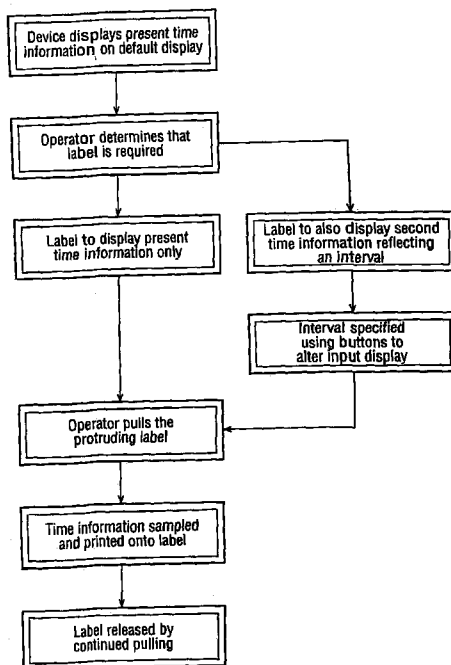 Device displays present time
information on default display
Operator determines that
label is required
Label to display present
time information only
Label to also display second
time information reflecting
an interval
Interval specified
using buttons to
alter input display
Operator pulls the
protruding label
Time information sampled
and printed onto label
Label released by
continued pulling